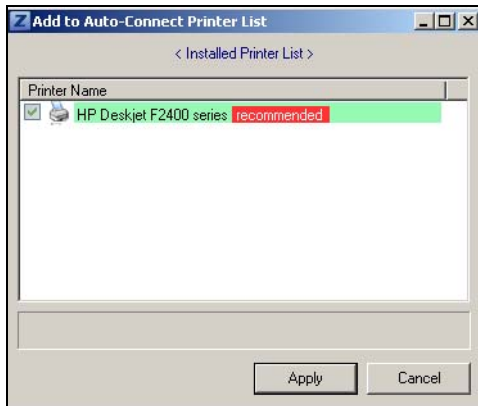 Add to Auto-Connect Printer List
< Installed Printer List >
Printer Name
HP Deskjet F2400 series recommended
Apply Cancel